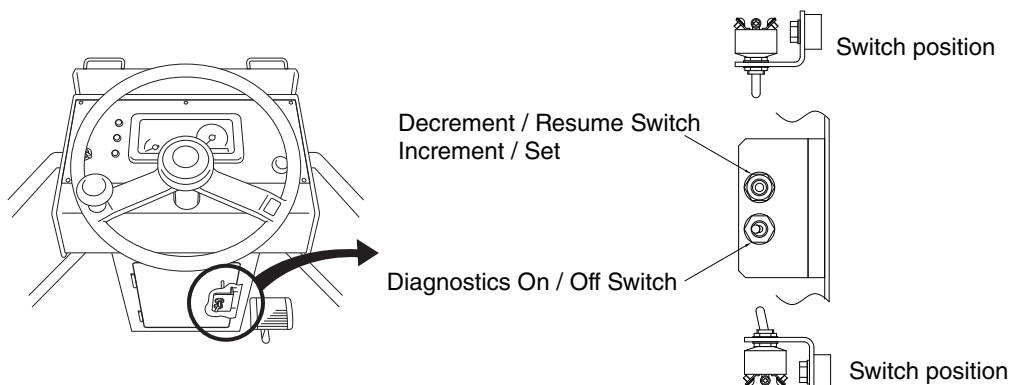 Switch position
Decrement / Resume Switch
Increment / Set
Diagnostics On / Off Switch
Switch position